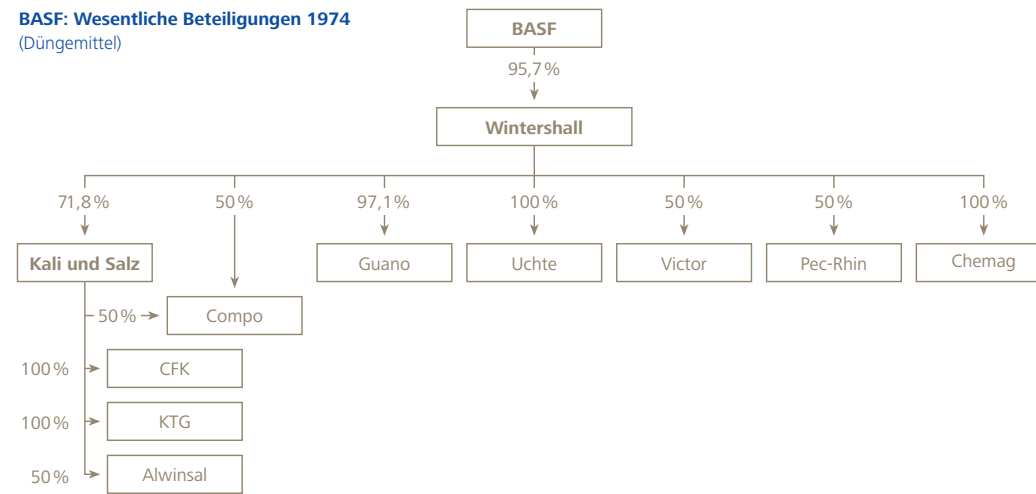 BASF: Wesentliche Beteiligungen 1974
(Düngemittel)
BASF
95,7 %
Wintershall
71,8 %
50 %
97,1 %
100 %
50 %
50 %
100 %
Kali und Salz
Guano
Uchte
Victor
Pec-Rhin
Chemag
50 %
Compo
100 %
CFK
100 %
KTG
50 %
Alwinsal